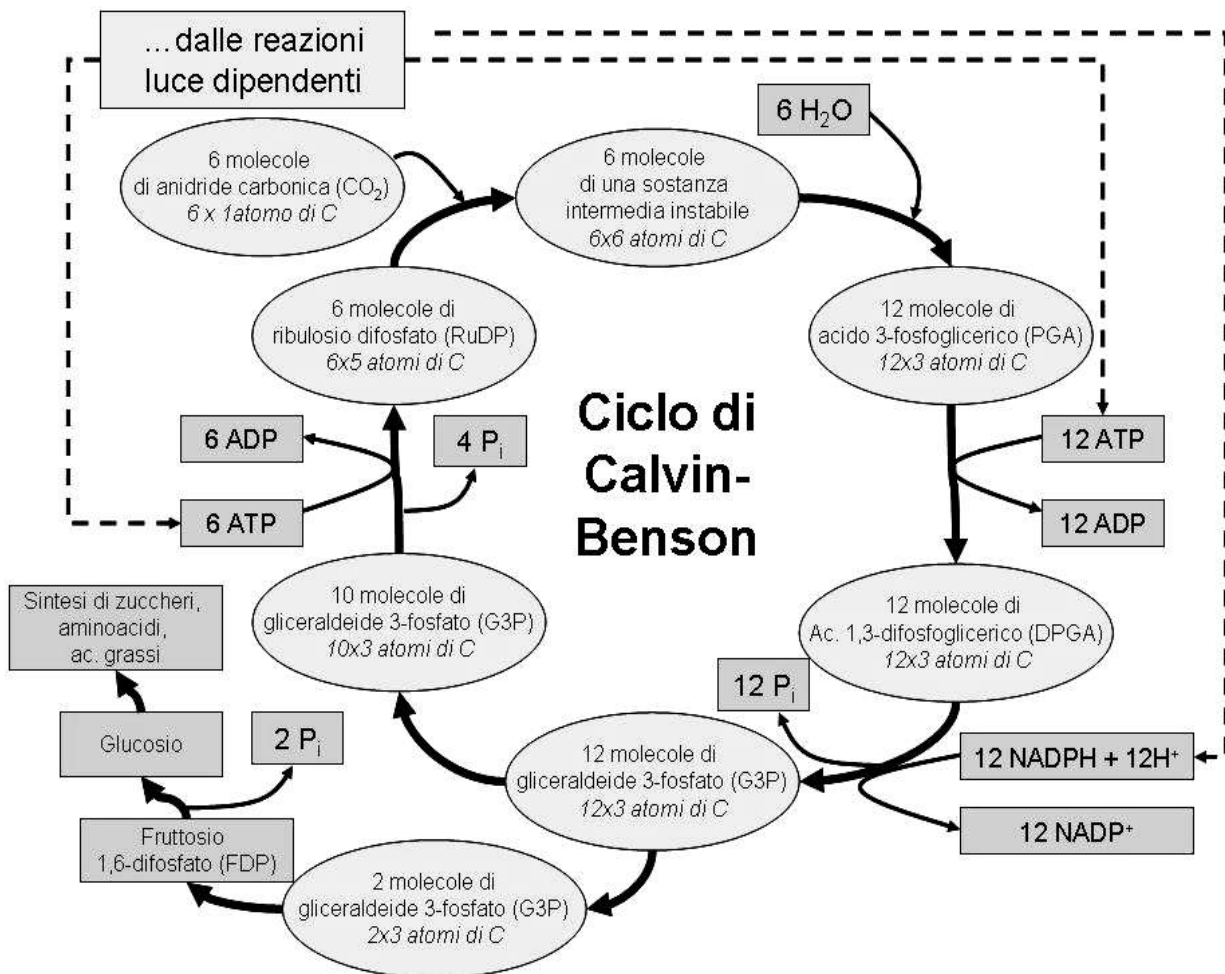 ...dalle reazioni
luce dipendenti
6 H₂O
6 molecole
di anidride carbonica (CO₂)
6 x 1atomo di C
6 molecole
di una sostanza
intermedia instabile
6x6 atomi di C
6 molecole di
ribulosio difosfato (RuDP)
6x5 atomi di C
12 molecole di
acido 3-fosfoglicerico (PGA)
12x3 atomi di C
Ciclo di
Calvin-
Benson
6 ADP
4 Pᵢ
12 ATP
6 ATP
12 ADP
10 molecole di
gliceraldeide 3-fosfato (G3P)
10x3 atomi di C
12 molecole di
Ac. 1,3-difosfoglicerico (DPGA)
12x3 atomi di C
Sintesi di zuccheri,
aminoacidi,
ac. grassi
12 Pᵢ
Glucosio
2 Pᵢ
12 molecole di
gliceraldeide 3-fosfato (G3P)
12x3 atomi di C
12 NADPH + 12H⁺
12 NADP⁺
Fruttosio
1,6-difosfato (FDP)
2 molecole di
gliceraldeide 3-fosfato (G3P)
2x3 atomi di C